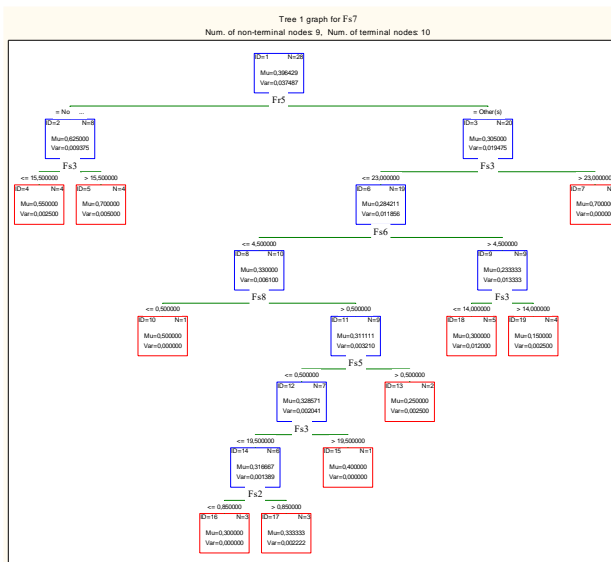 Tree 1 graph for Fs7
Num. of non-terminal nodes: 9, Num. of terminal nodes: 10
ID=1 N=28
Mu=0,396429
Var=0,037487
Fr5
= No ... = Other(s)
ID=2 N=8 ID=3 N=20
Mu=0,625000 Mu=0,305000
Var=0,009375 Var=0,019475
Fs3 Fs3
<= 15,500000 > 15,500000 <= 23,000000 > 23,000000
ID=4 N=4 ID=5 N=4 ID=6 N=19 ID=7 N=
Mu=0,550000 Mu=0,700000 Mu=0,284211 Mu=0,700000
Var=0,002500 Var=0,005000 Var=0,011856 Var=0,00000
Fs6
<= 4,500000 > 4,500000
ID=8 N=10 ID=9 N=9
Mu=0,330000 Mu=0,233333
Var=0,006100 Var=0,013333
Fs8 Fs3
<= 0,500000 > 0,500000 <= 14,000000 > 14,000000
ID=10 N=1 ID=11 N=9 ID=18 N=5 ID=19 N=4
Mu=0,500000 Mu=0,311111 Mu=0,300000 Mu=0,150000
Var=0,000000 Var=0,003210 Var=0,012000 Var=0,002500
Fs5
<= 0,500000 > 0,500000
ID=12 N=7 ID=13 N=2
Mu=0,328571 Mu=0,250000
Var=0,002041 Var=0,002500
Fs3
<= 19,500000 > 19,500000
ID=14 N=6 ID=15 N=1
Mu=0,316667 Mu=0,400000
Var=0,001389 Var=0,000000
Fs2
<= 0,850000 > 0,850000
ID=16 N=3 ID=17 N=3
Mu=0,300000 Mu=0,333333
Var=0,000000 Var=0,002222